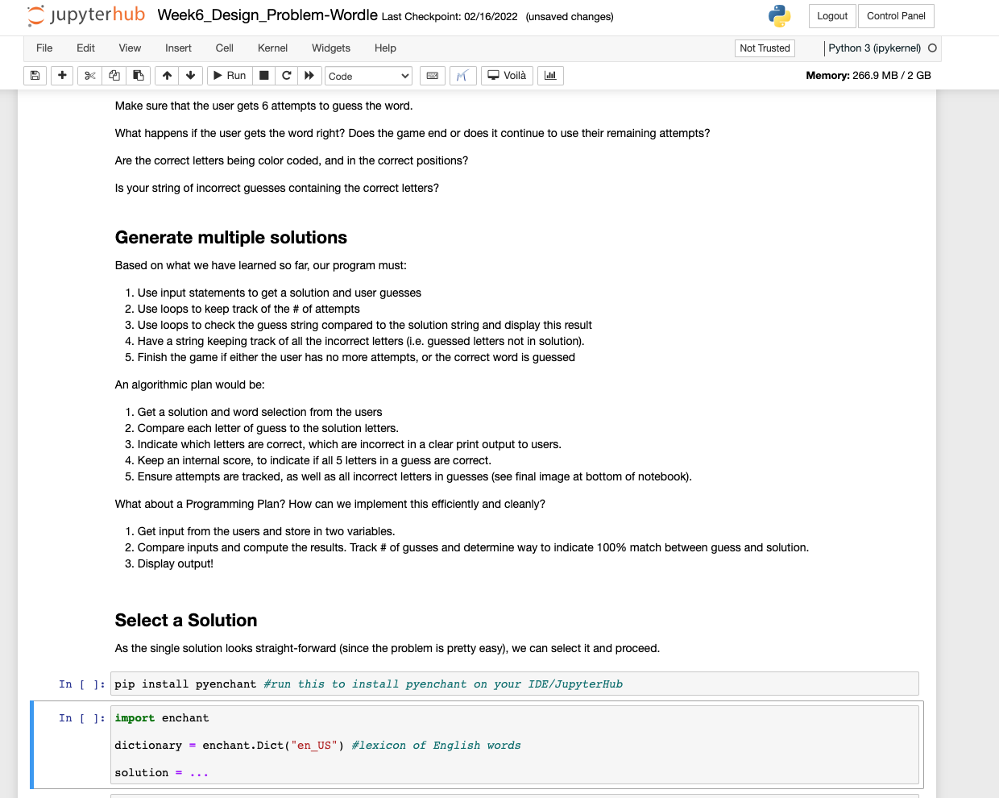 jupyterhub Week6_Design_Problem-Wordle Last Checkpoint: 02/16/2022 (unsaved changes) Logout Control Panel
File Edit View Insert Cell Kernel Widgets Help Not Trusted Python 3 (ipykernel)
Run Code Voilà Memory: 266.9 MB / 2 GB
Make sure that the user gets 6 attempts to guess the word.
What happens if the user gets the word right? Does the game end or does it continue to use their remaining attempts?
Are the correct letters being color coded, and in the correct positions?
Is your string of incorrect guesses containing the correct letters?
Generate multiple solutions
Based on what we have learned so far, our program must:
1. Use input statements to get a solution and user guesses
2. Use loops to keep track of the # of attempts
3. Use loops to check the guess string compared to the solution string and display this result
4. Have a string keeping track of all the incorrect letters (i.e. guessed letters not in solution).
5. Finish the game if either the user has no more attempts, or the correct word is guessed
An algorithmic plan would be:
1. Get a solution and word selection from the users
2. Compare each letter of guess to the solution letters.
3. Indicate which letters are correct, which are incorrect in a clear print output to users.
4. Keep an internal score, to indicate if all 5 letters in a guess are correct.
5. Ensure attempts are tracked, as well as all incorrect letters in guesses (see final image at bottom of notebook).
What about a Programming Plan? How can we implement this efficiently and cleanly?
1. Get input from the users and store in two variables.
2. Compare inputs and compute the results. Track # of gusses and determine way to indicate 100% match between guess and solution.
3. Display output!
Select a Solution
As the single solution looks straight-forward (since the problem is pretty easy), we can select it and proceed.
In [ ]: pip install pyenchant #run this to install pyenchant on your IDE/JupyterHub
In [ ]: import enchant
dictionary = enchant.Dict("en_US") #lexicon of English words
solution = ...